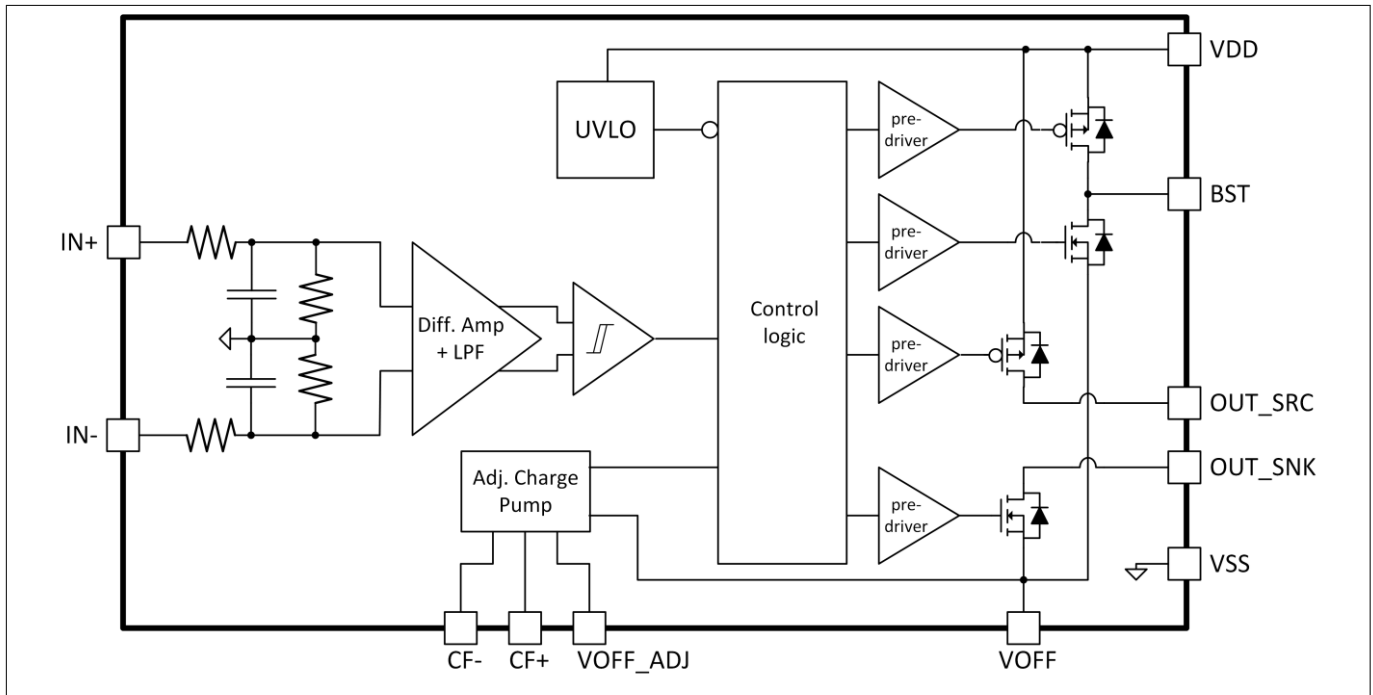 VDD
UVLO
pre-
driver
BST
IN+
pre-
driver
Diff. Amp
+ LPF
Control
logic
pre-
driver
OUT_SRC
IN-
OUT_SNK
Adj. Charge
Pump
pre-
driver
VSS
CF-
CF+
VOFF_ADJ
VOFF